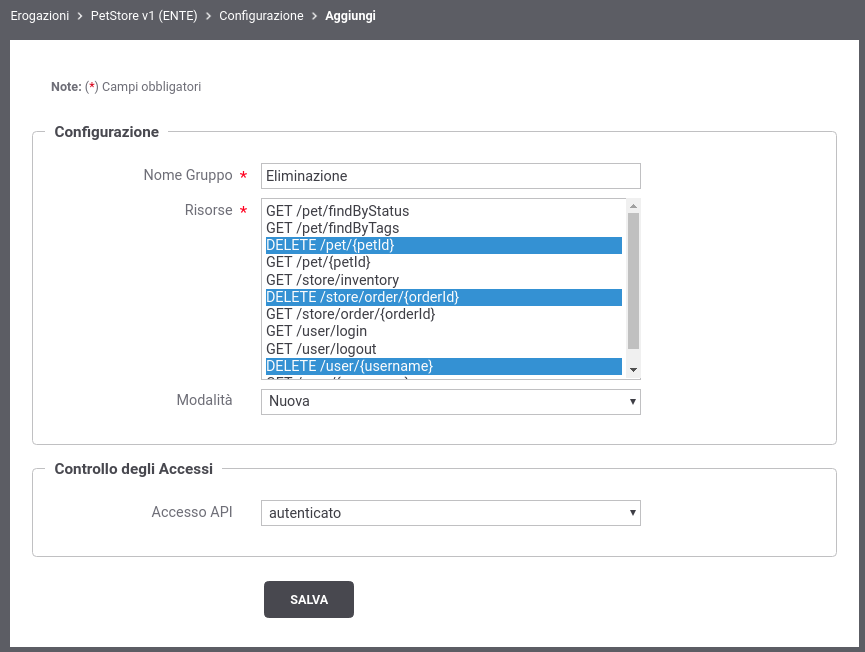 Erogazioni > PetStore v1 (ENTE) > Configurazione > Aggiungi
Note: (*) Campi obbligatori
Configurazione
Nome Gruppo * Eliminazione
Risorse *
GET /pet/findByStatus
GET /pet/findByTags
DELETE /pet/{petId}
GET /pet/{petId}
GET /store/inventory
DELETE /store/order/{orderId}
GET /store/order/{orderId}
GET /user/login
GET /user/logout
DELETE /user/{username}
Modalità Nuova
Controllo degli Accessi
Accesso API autenticato
SALVA